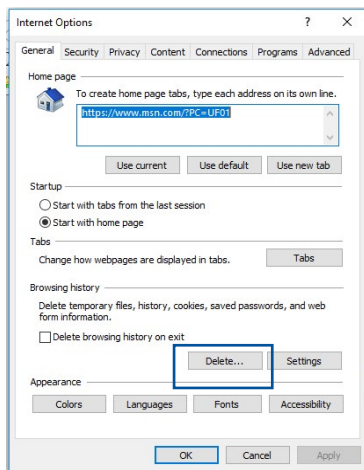 Internet Options ? X
General Security Privacy Content Connections Programs Advanced
Home page
To create home page tabs, type each address on its own line.
https://www.msn.com/?PC=UF01
Use current Use default Use new tab
Startup
Start with tabs from the last session
Start with home page
Tabs
Change how webpages are displayed in tabs. Tabs
Browsing history
Delete temporary files, history, cookies, saved passwords, and web
form information.
Delete browsing history on exit
Delete... Settings
Appearance
Colors Languages Fonts Accessibility
OK Cancel Apply